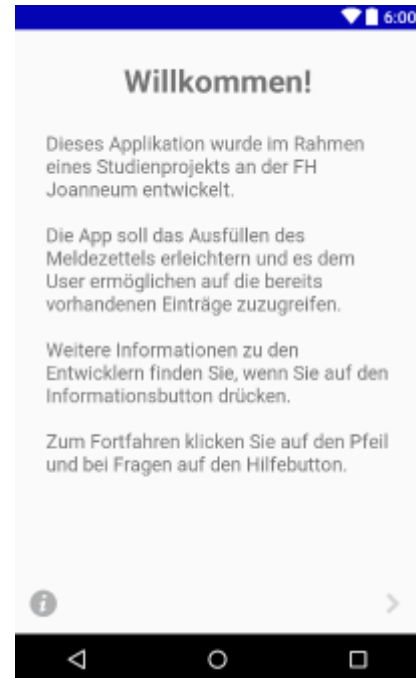 6:00
Willkommen!
Dieses Applikation wurde im Rahmen
eines Studienprojekts an der FH
Joanneum entwickelt.
Die App soll das Ausfüllen des
Meldezettels erleichtern und es dem
User ermöglichen auf die bereits
vorhandenen Einträge zuzugreifen.
Weitere Informationen zu den
Entwicklern finden Sie, wenn Sie auf den
Informationsbutton drücken.
Zum Fortfahren klicken Sie auf den Pfeil
und bei Fragen auf den Hilfebutton.